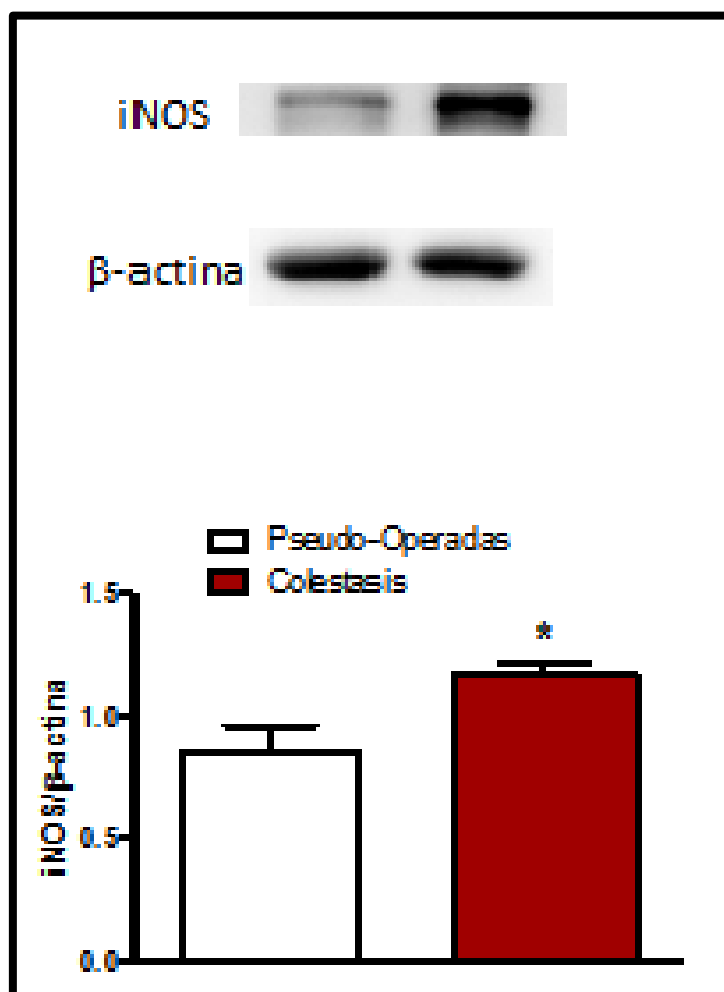 iNOS
β-actina
Pseudo-Operadas
Colestasis
1.5
*
1.0
0.5
0.0
iNOS/β-actina